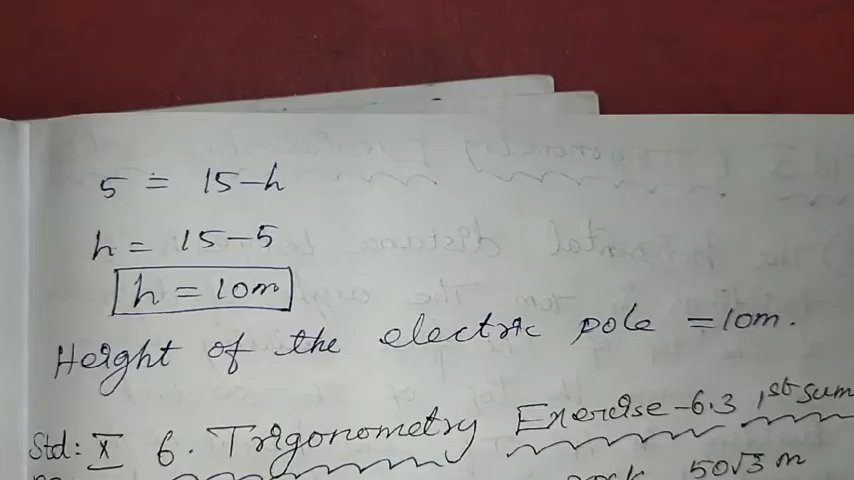 5 = 15-h
h = 15-5
h = 10m
Height of the electric pole = 10m.
Std: X 6. Trigonometry Exercise-6.3 1st sum
rock 50√3 m